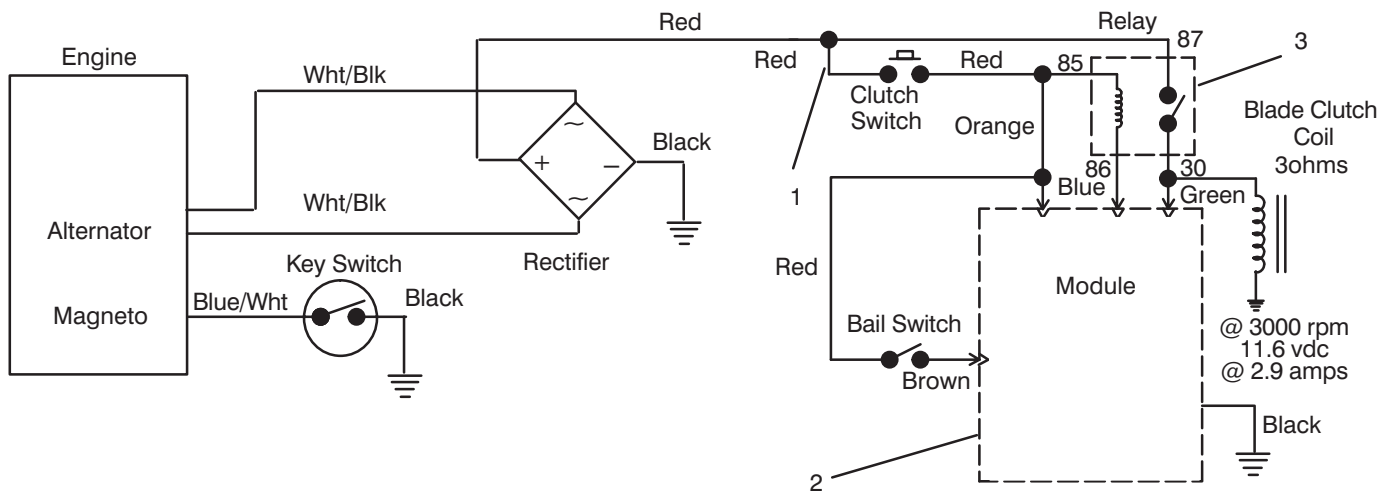 Engine
Alternator
Magneto
Wht/Blk
Wht/Blk
Blue/Wht
Key Switch
Black
~
+
−
~
Rectifier
Black
Red
Red
1
Clutch
Switch
Red
Orange
Relay
87
85
86
30
3
Blue
Green
Blade Clutch
Coil
3ohms
@ 3000 rpm
11.6 vdc
@ 2.9 amps
Red
Bail Switch
Brown
Module
2
Black